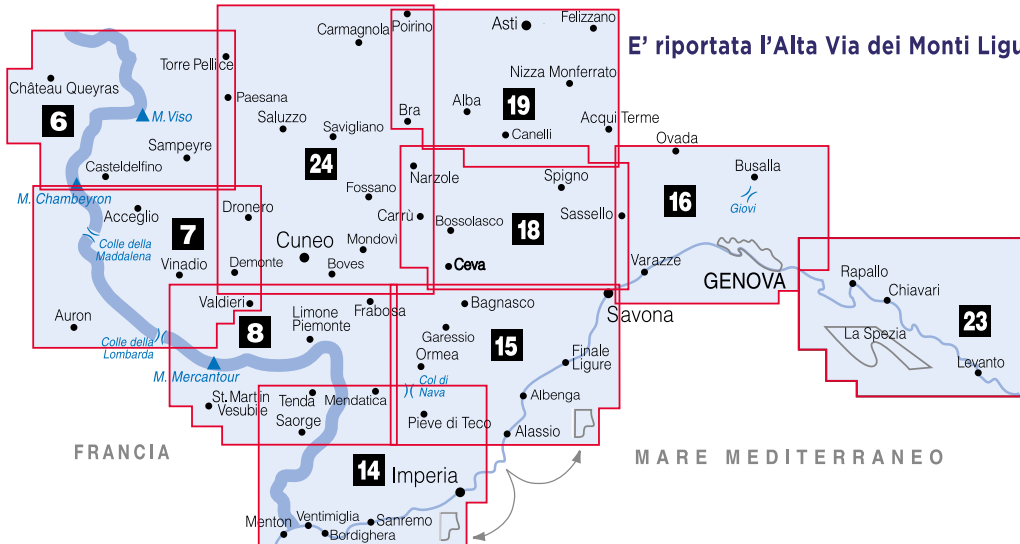 Poirino
Felizzano
Carmagnola
Asti
E' riportata l'Alta Via dei Monti Ligu
Torre Pellice
Château Queyras
Nizza Monferrato
Paesana
19
Alba
Bra
6
M. Viso
Saluzzo
Savigliano
Canelli
Acqui Terme
Sampeyre
Ovada
24
Casteldelfino
Narzole
Busalla
M. Chambeyron
Fossano
Spigno
16
Acceglio
Dronero
Carrù
Bossolasco
18
Sassello
Giovi
7
Colle della
Maddalena
Cuneo
Mondovì
Vinadio
Demonte
Boves
Ceva
Varazze
GENOVA
Rapallo
Chiavari
Valdieri
Limone
Piemonte
Frabosa
Bagnasco
Savona
Auron
8
Garessio
15
23
Colle della
Lombarda
Ormea
La Spezia
M. Mercantour
Finale
Ligure
Levanto
Col di
Nava
St. Martin
Vesubile
Tenda
Mendatica
Albenga
Saorge
Pieve di Teco
Alassio
FRANCIA
MARE MEDITERRANEO
14
Imperia
Menton
Ventimiglia
Sanremo
Bordighera